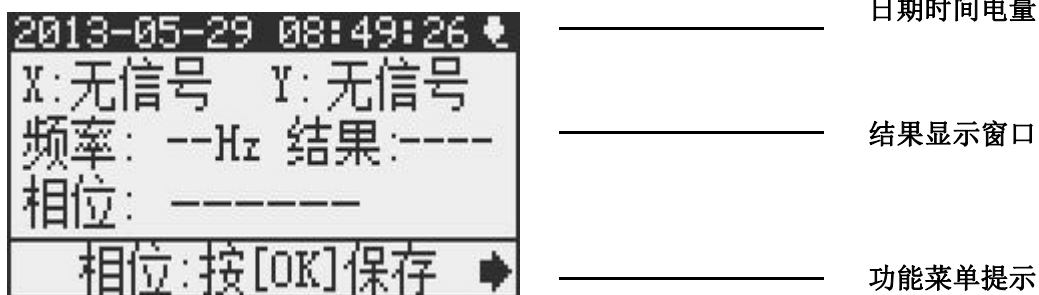 2013-05-29 08:49:26
X:无信号 Y:无信号
频率: --Hz 结果:----
相位: ------
相位:按[OK]保存
日期时间电量
结果显示窗口
功能菜单提示